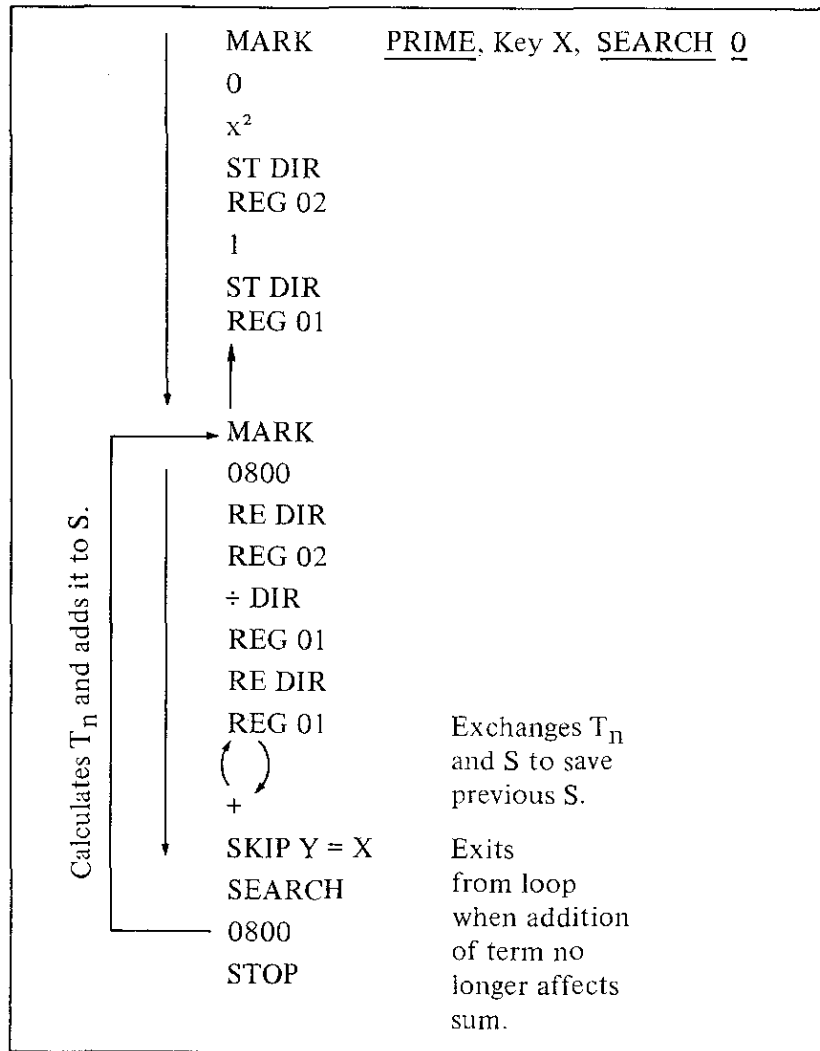 MARK PRIME, Key X, SEARCH 0
0
x²
ST DIR
REG 02
1
ST DIR
REG 01
MARK
0800
RE DIR
REG 02
÷ DIR
REG 01
RE DIR
REG 01
+
SKIP Y = X
SEARCH
0800
STOP
Calculates Tn and adds it to S.
Exchanges Tn
and S to save
previous S.
Exits
from loop
when addition
of term no
longer affects
sum.